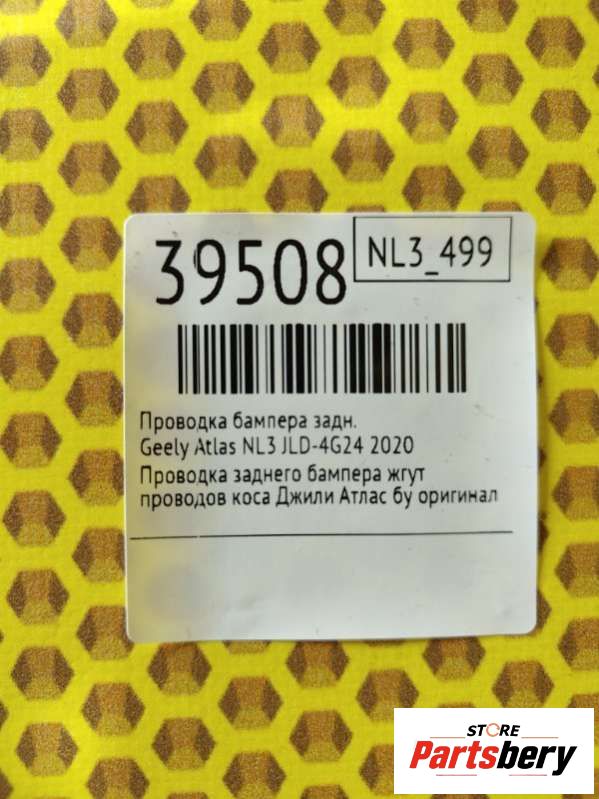 39508
NL3_499
Проводка бампера задн.
Geely Atlas NL3 JLD-4G24 2020
Проводка заднего бампера жгут
проводов коса Джили Атлас бу оригинал
STORE
Partsbery